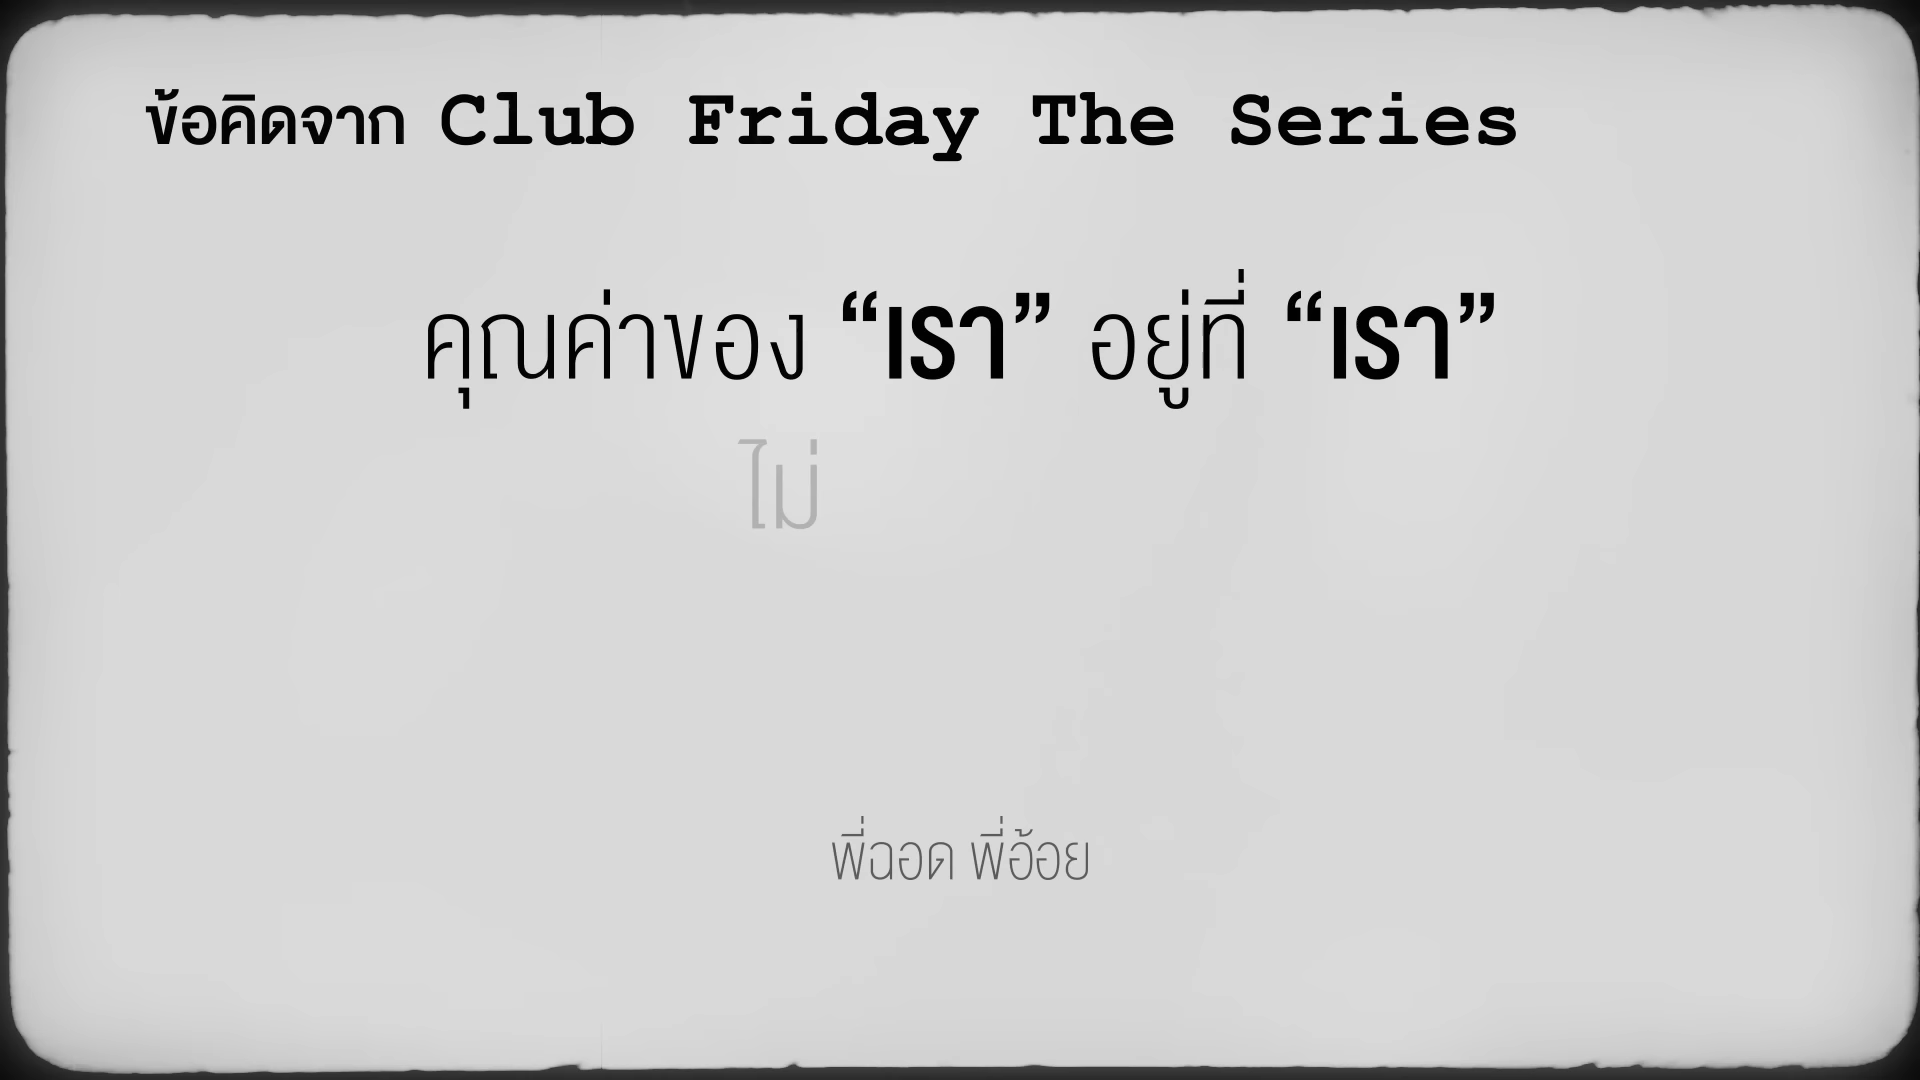 ข้อคิดจาก Club Friday The Series
คุณค่าของ “เรา” อยู่ที่ “เรา”
ไม่
พี่ฉอด พี่อ้อย